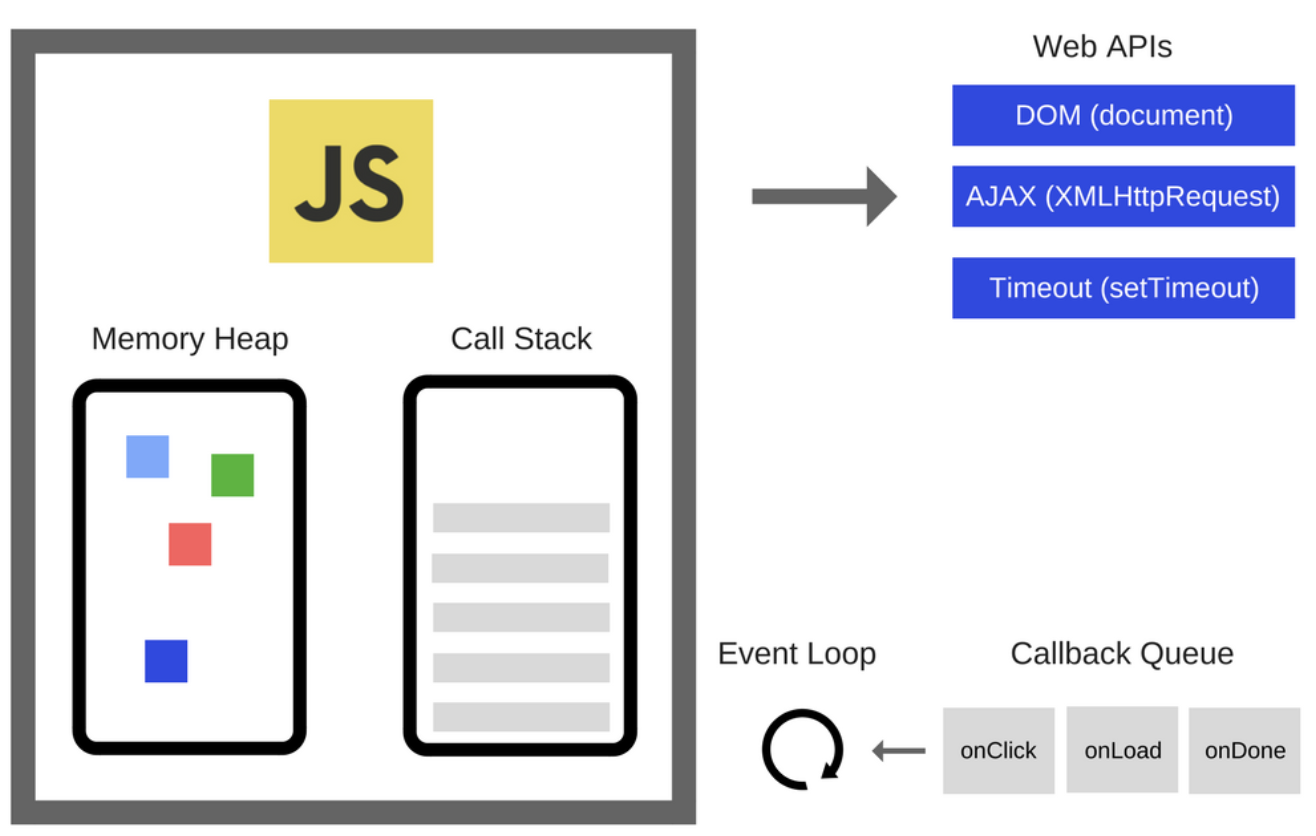 JS
Memory Heap
Call Stack
Web APIs
DOM (document)
AJAX (XMLHttpRequest)
Timeout (setTimeout)
Event Loop
Callback Queue
onClick
onLoad
onDone